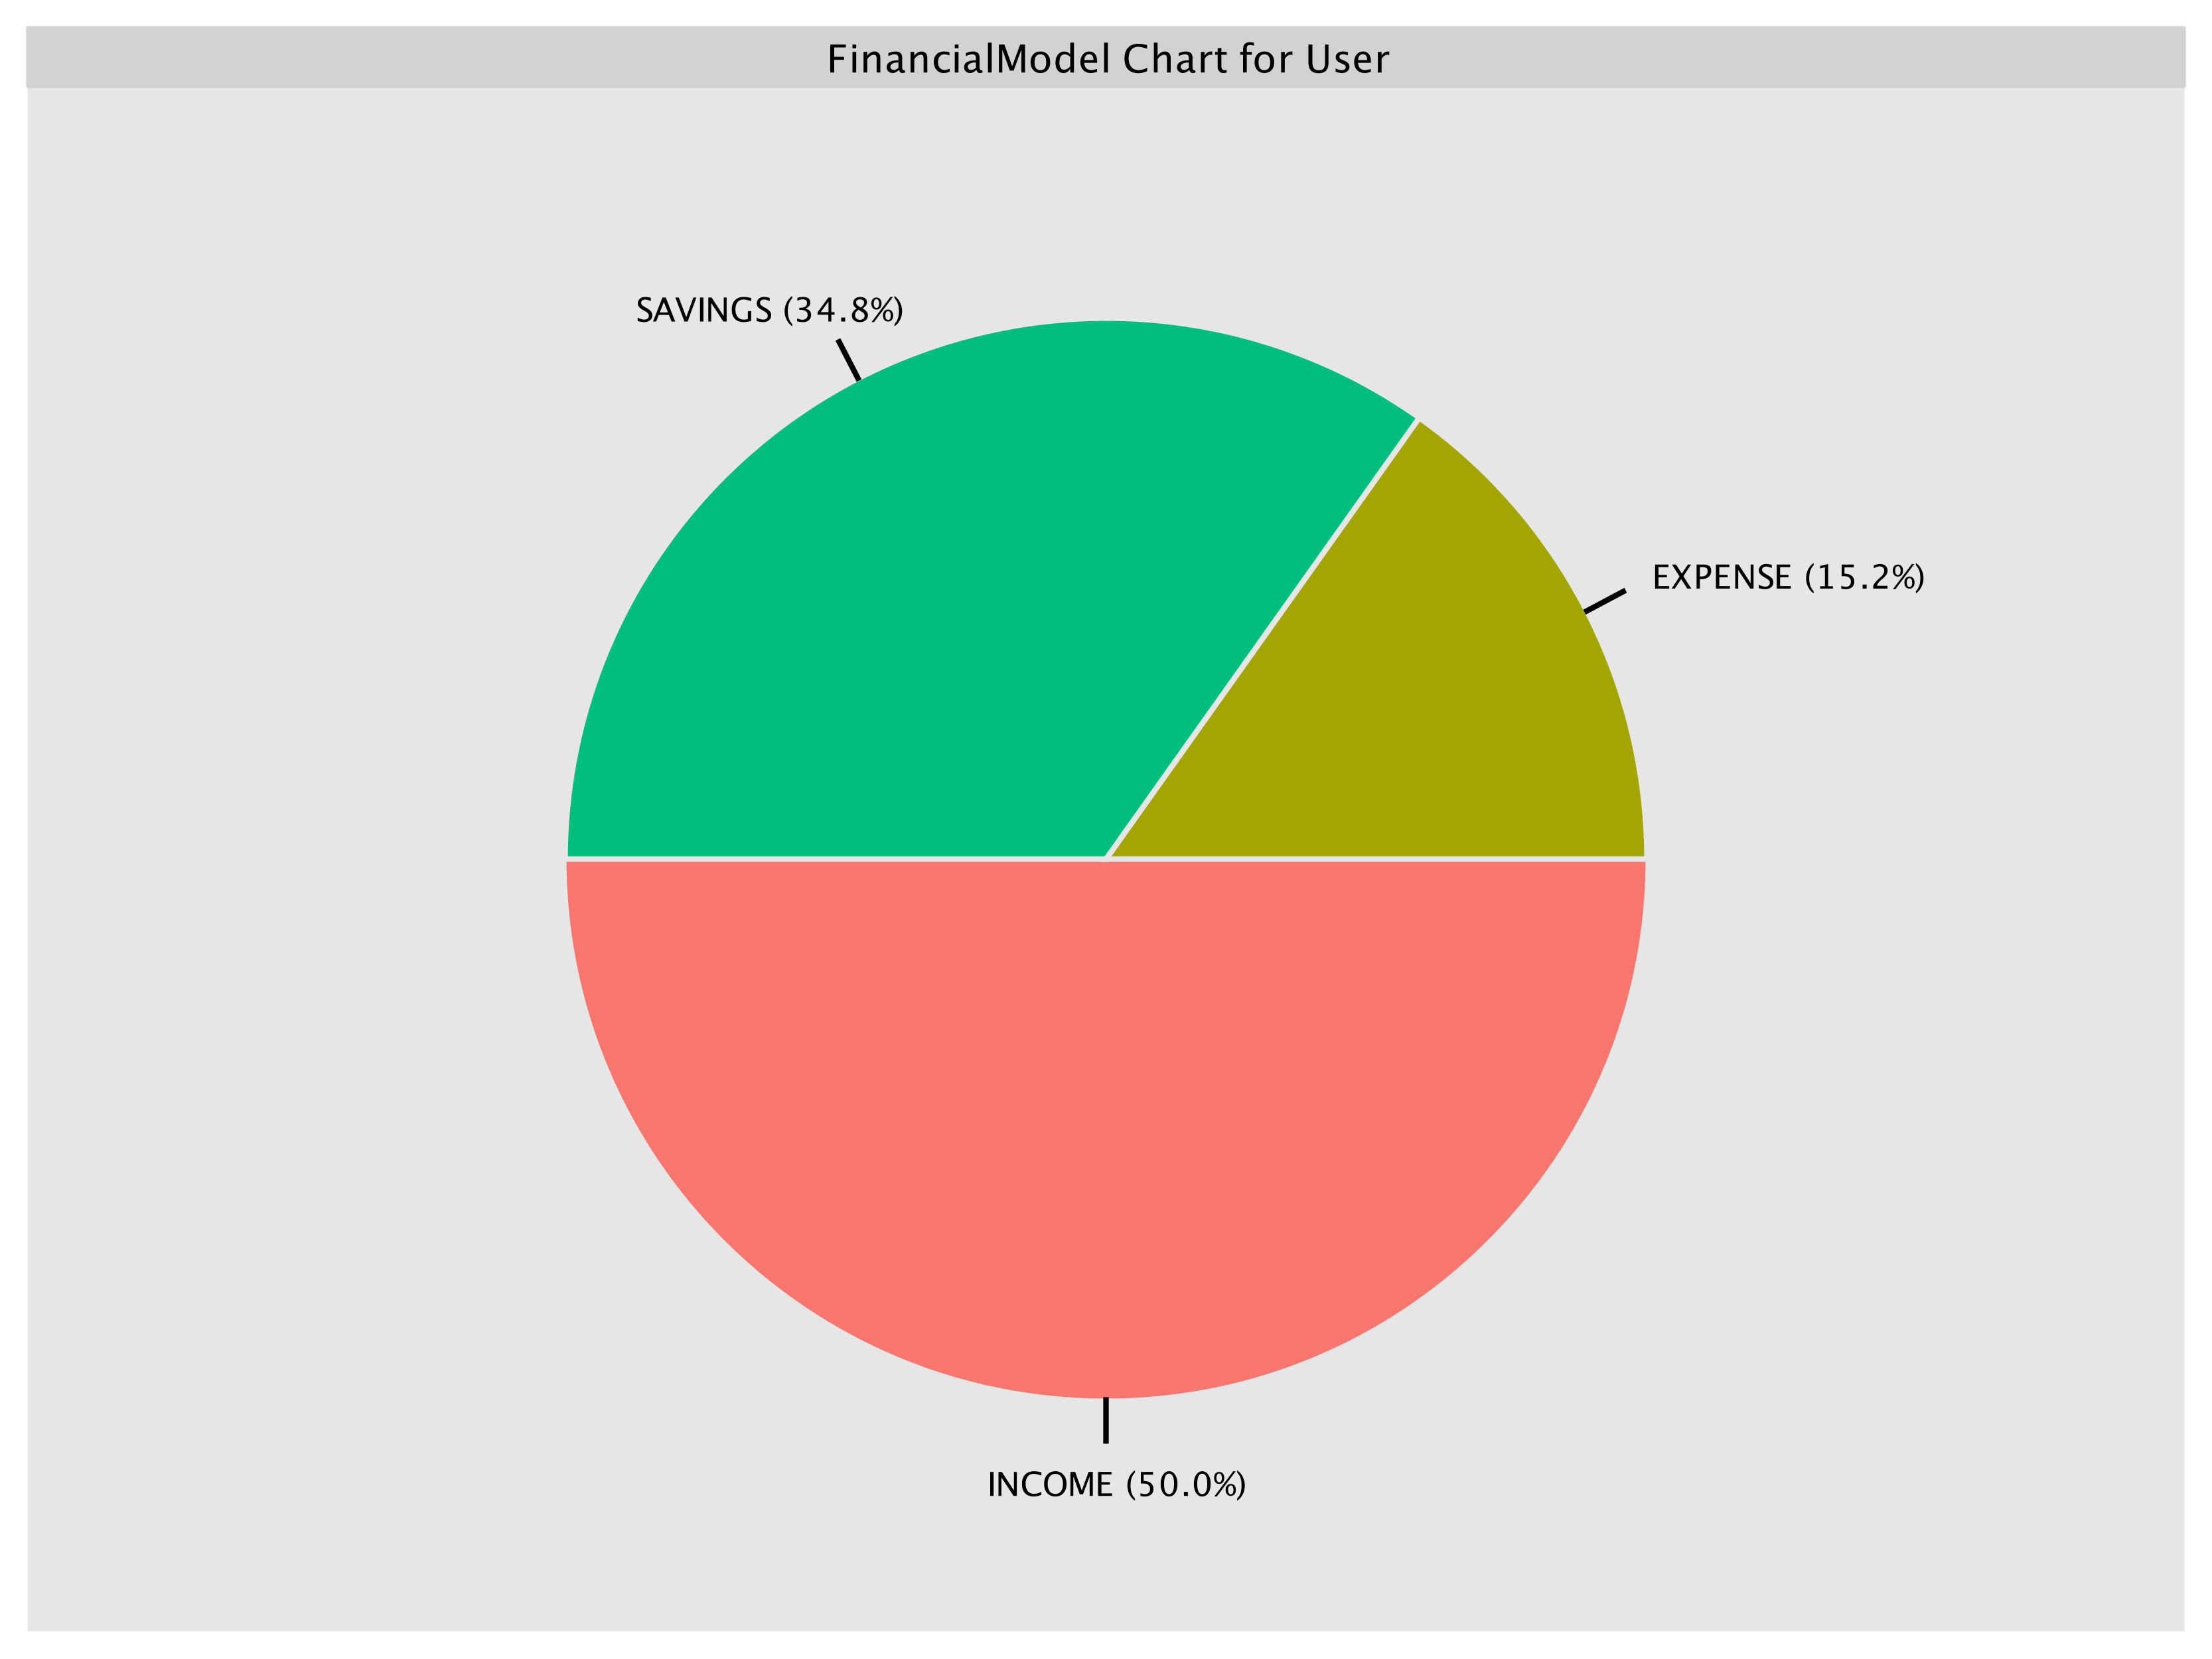 FinancialModel Chart for User
SAVINGS (34.8%)
EXPENSE (15.2%)
INCOME (50.0%)